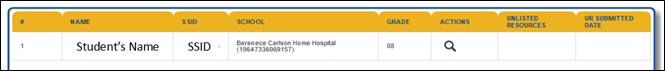 # NAME SSID SCHOOL GRADE ACTIONS UNLISTED RESOURCES UR SUBMITTED DATE
1 Student's Name SSID Berenece Carlson Home Hospital (19647336069157) 08